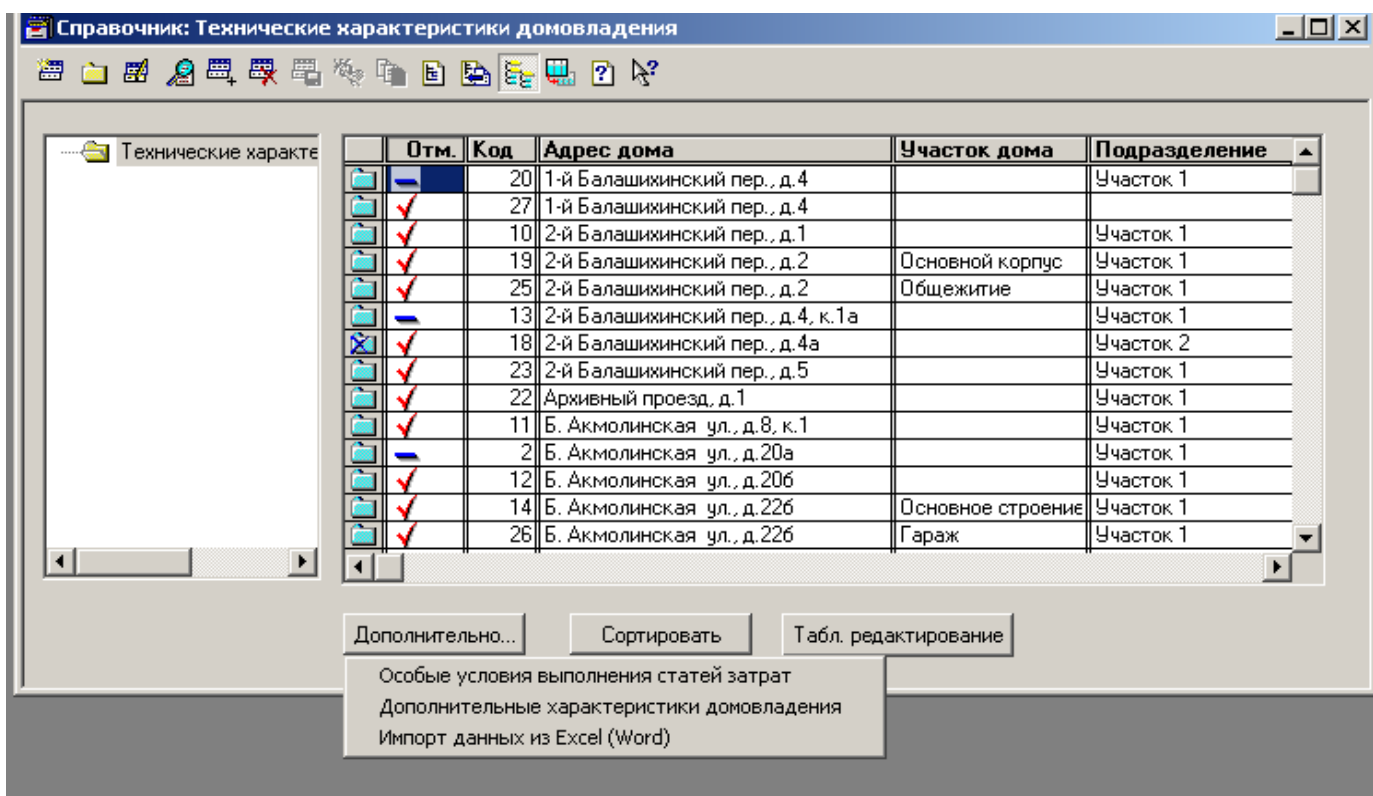 Справочник: Технические характеристики домовладения
Технические характе
Отм. Код Адрес дома Участок дома Подразделение
20 1-й Балашихинский пер., д.4 Участок 1
27 1-й Балашихинский пер., д.4
10 2-й Балашихинский пер., д.1 Участок 1
19 2-й Балашихинский пер., д.2 Основной корпус Участок 1
25 2-й Балашихинский пер., д.2 Общежитие Участок 1
13 2-й Балашихинский пер., д.4, к.1а Участок 1
18 2-й Балашихинский пер., д.4а Участок 2
23 2-й Балашихинский пер., д.5 Участок 1
22 Архивный проезд, д.1 Участок 1
11 Б. Акмолинская ул., д.8, к.1 Участок 1
2 Б. Акмолинская ул., д.20а Участок 1
12 Б. Акмолинская ул., д.20б Участок 1
14 Б. Акмолинская ул., д.22б Основное строение Участок 1
26 Б. Акмолинская ул., д.22б Гараж Участок 1
Дополнительно... Сортировать Табл. редактирование
Особые условия выполнения статей затрат
Дополнительные характеристики домовладения
Импорт данных из Excel (Word)